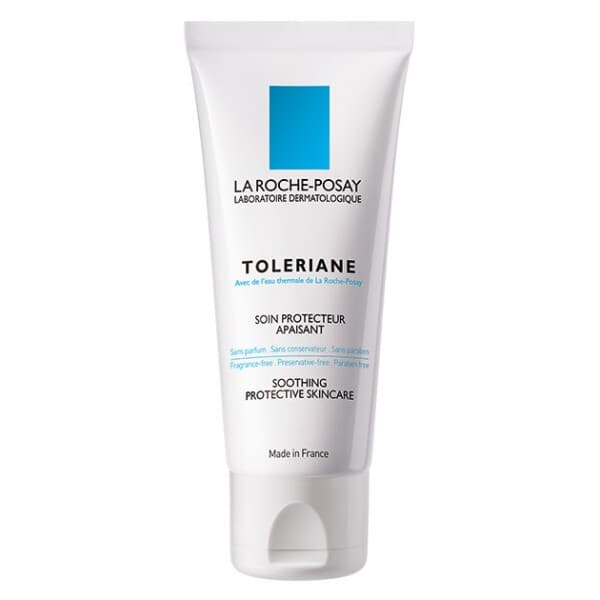 LA ROCHE-POSAY
LABORATOIRE DERMATOLOGIQUE
TOLERIANE
Avec de l'eau thermale de La Roche-Posay
SOIN PROTECTEUR
APAISANT
Sans parfum . Sans conservateur . Sans paraben
Fragrance-free . Preservative-free . Paraben free
SOOTHING
PROTECTIVE SKINCARE
Made in France